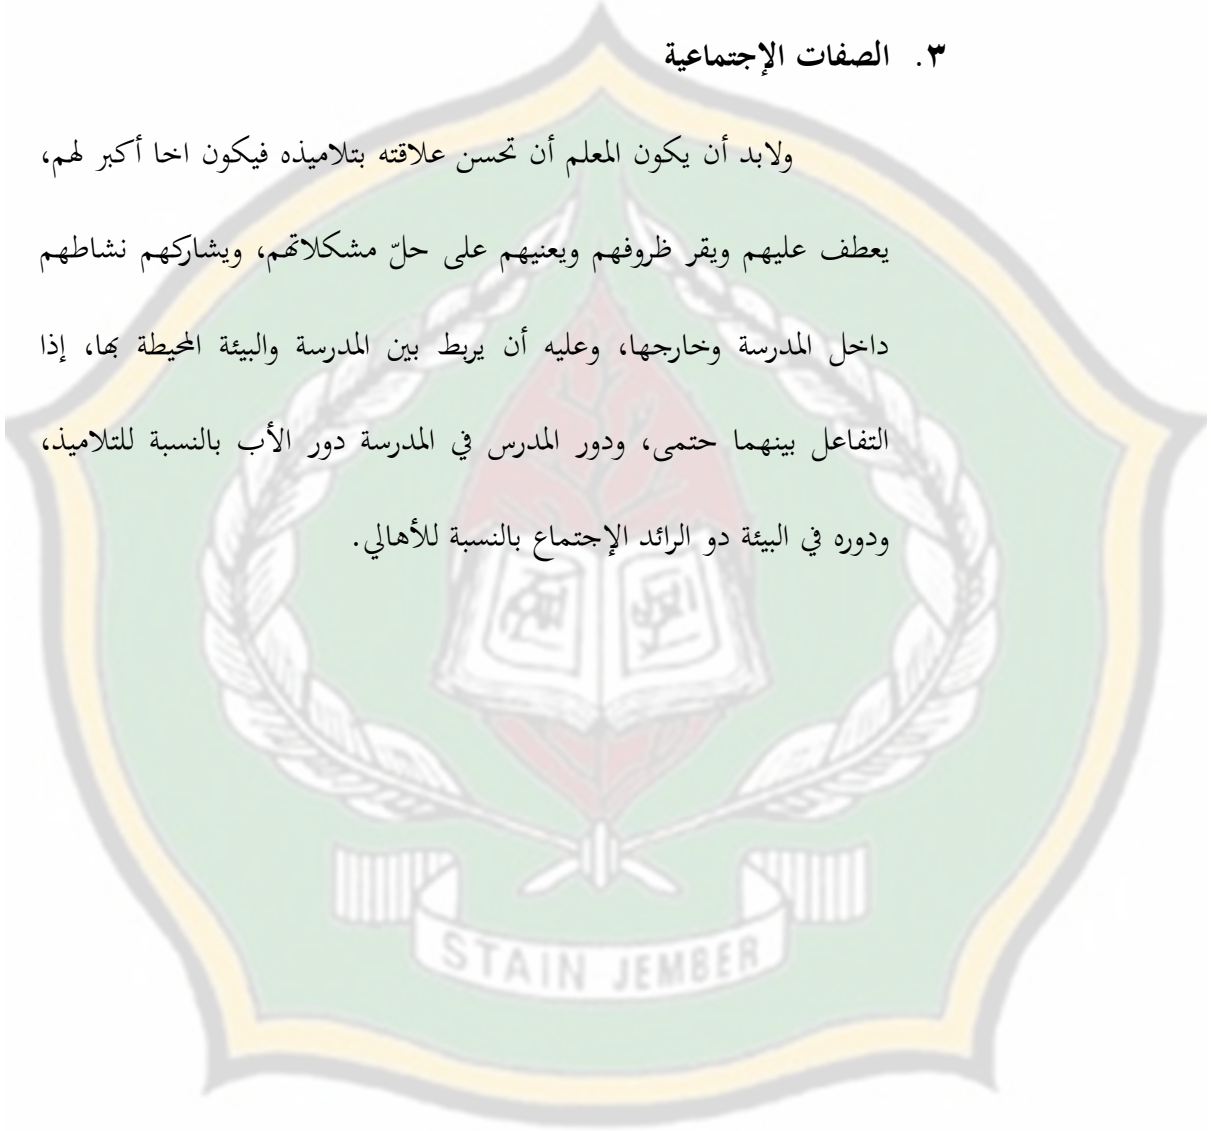 ٣. الصفات الإجتماعية
ولابد أن يكون المعلم أن تحسن علاقته بتلاميذه فيكون اخا أكبر لهم،
يعطف عليهم ويقر ظروفهم ويعنيهم على حلّ مشكلاتهم، ويشاركهم نشاطهم
داخل المدرسة وخارجها، وعليه أن يربط بين المدرسة والبيئة المحيطة بها، إذا
التفاعل بينهما حتمى، ودور المدرس في المدرسة دور الأب بالنسبة للتلاميذ،
ودوره في البيئة دو الرائد الإجتماع بالنسبة للأهالي.
STAIN JEMBER